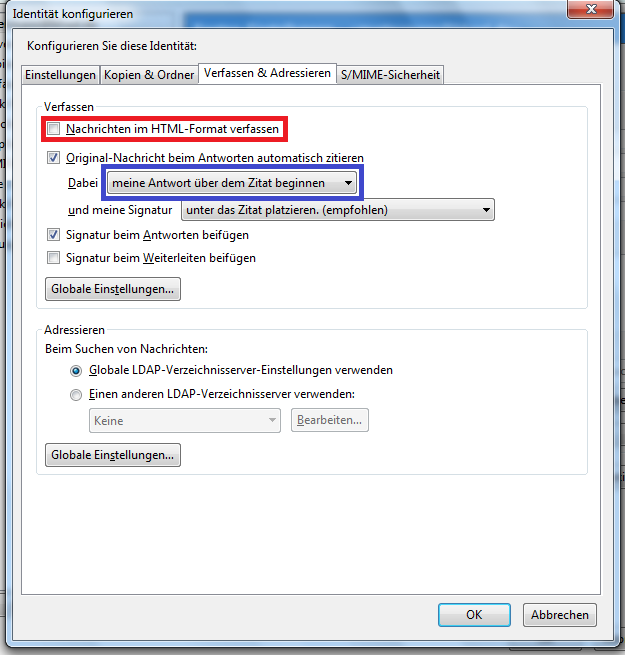 Identität konfigurieren
Konfigurieren Sie diese Identität:
Einstellungen Kopien & Ordner Verfassen & Adressieren S/MIME-Sicherheit
Verfassen
Nachrichten im HTML-Format verfassen
Original-Nachricht beim Antworten automatisch zitieren
Dabei meine Antwort über dem Zitat beginnen
und meine Signatur unter das Zitat platzieren. (empfohlen)
Signatur beim Antworten beifügen
Signatur beim Weiterleiten beifügen
Globale Einstellungen...
Adressieren
Beim Suchen von Nachrichten:
Globale LDAP-Verzeichnisserver-Einstellungen verwenden
Einen anderen LDAP-Verzeichnisserver verwenden:
Keine Bearbeiten...
Globale Einstellungen...
OK Abbrechen